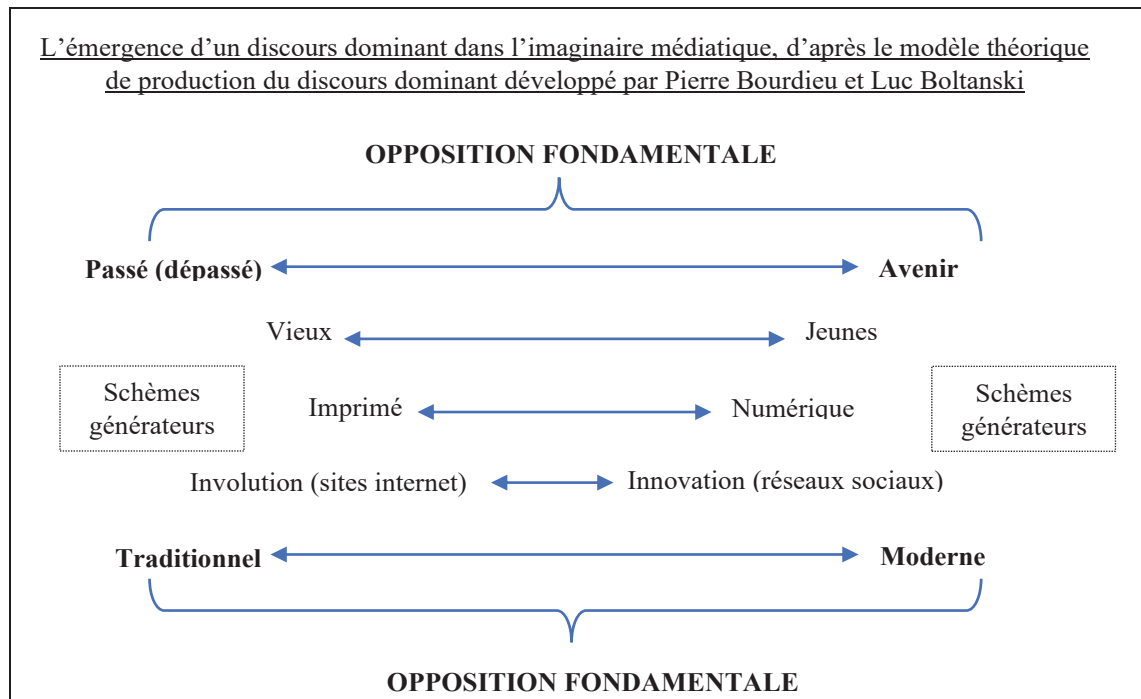 L’émergence d’un discours dominant dans l’imaginaire médiatique, d’après le modèle théorique
de production du discours dominant développé par Pierre Bourdieu et Luc Boltanski
OPPOSITION FONDAMENTALE
Passé (dépassé) Avenir
Vieux Jeunes
Schèmes
générateurs
Imprimé Numérique
Schèmes
générateurs
Involution (sites internet) Innovation (réseaux sociaux)
Traditionnel Moderne
OPPOSITION FONDAMENTALE